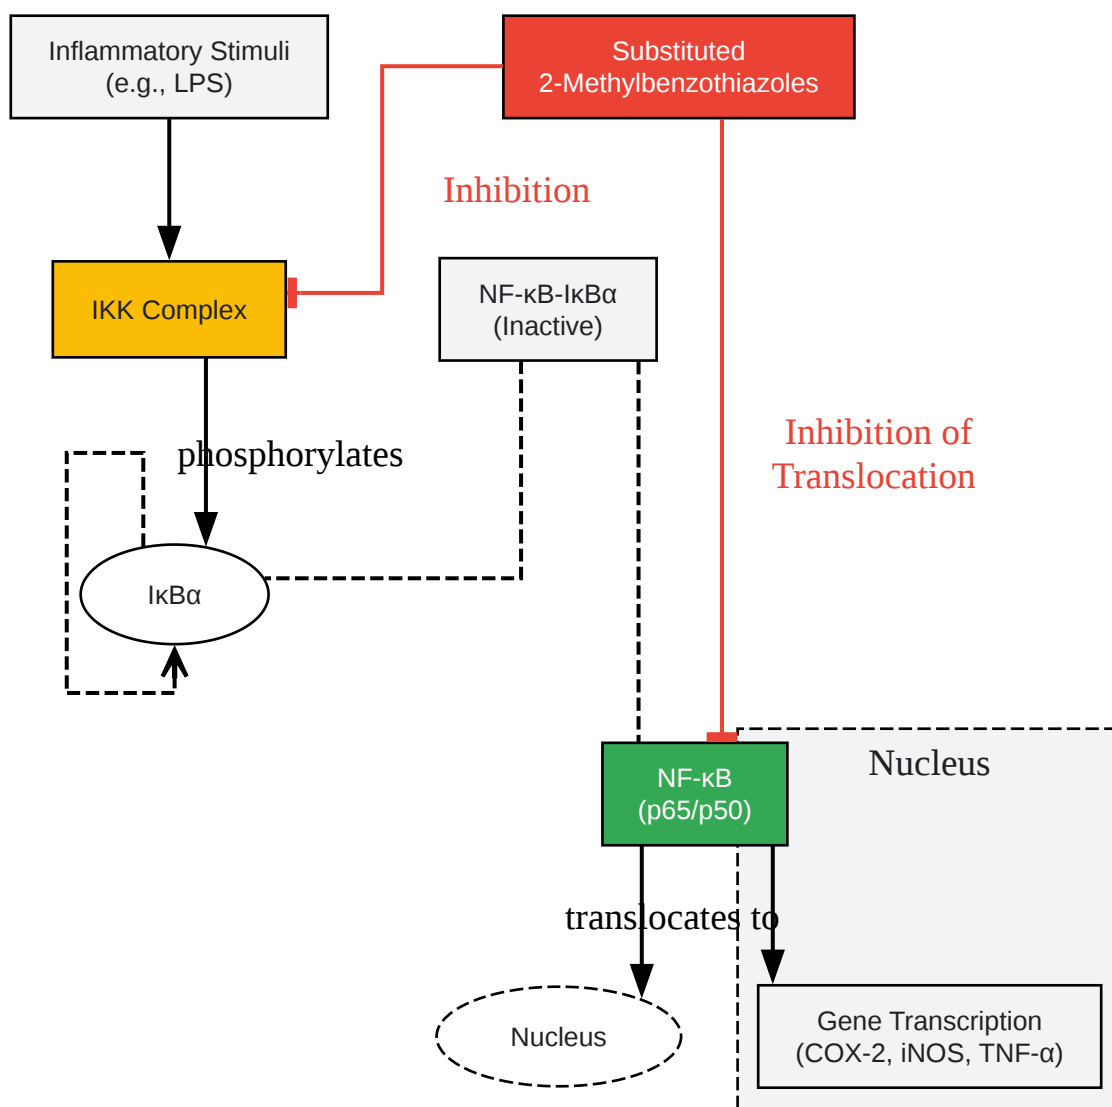 Inflammatory Stimuli
(e.g., LPS)
Substituted
2-Methylbenzothiazoles
Inhibition
IKK Complex
NF-κB-IκBα
(Inactive)
phosphorylates
Inhibition of
Translocation
IκBα
NF-κB
(p65/p50)
Nucleus
translocates to
Nucleus
Gene Transcription
(COX-2, iNOS, TNF-α)